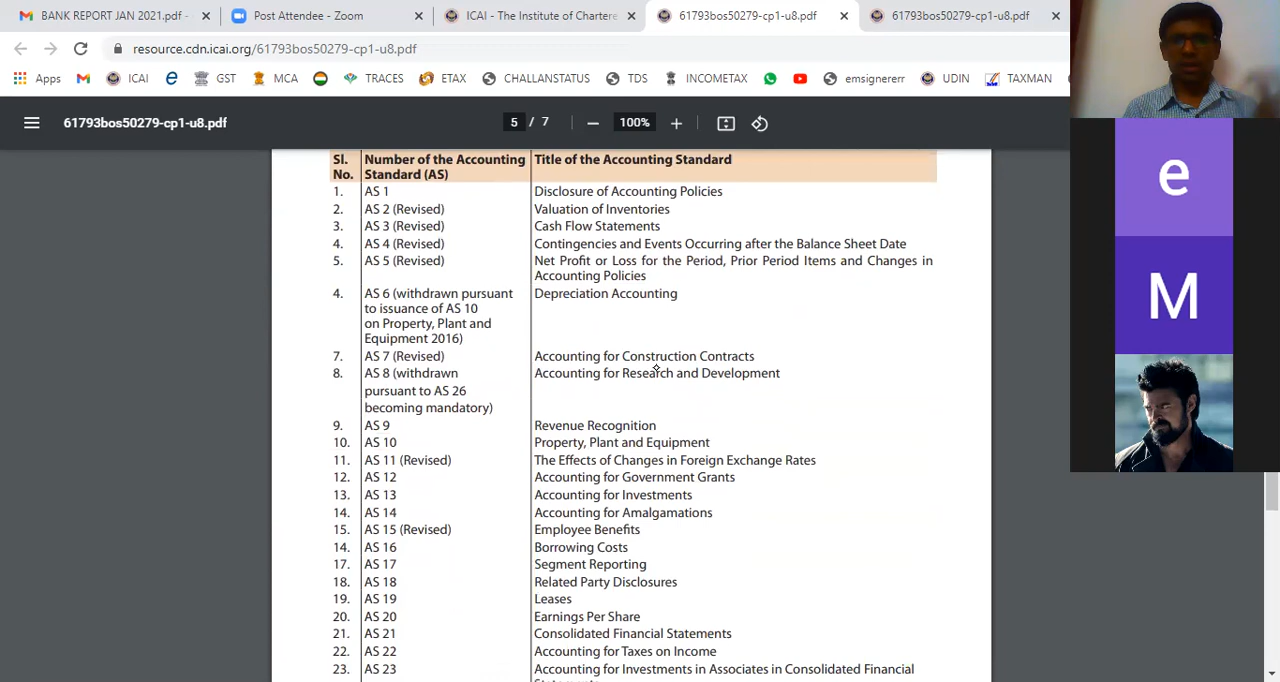 BANK REPORT JAN 2021.pdf -
Post Attendee - Zoom
ICAI - The Institute of Chartere
61793bos50279-cp1-u8.pdf
61793bos50279-cp1-u8.pdf
resource.cdn.icai.org/61793bos50279-cp1-u8.pdf
Apps ICAI GST MCA TRACES ETAX CHALLANSTATUS TDS INCOMETAX emsignererr UDIN TAXMAN
61793bos50279-cp1-u8.pdf
5 / 7
100%
Sl. Number of the Accounting Title of the Accounting Standard
No. Standard (AS)
1. AS 1 Disclosure of Accounting Policies
2. AS 2 (Revised) Valuation of Inventories
3. AS 3 (Revised) Cash Flow Statements
4. AS 4 (Revised) Contingencies and Events Occurring after the Balance Sheet Date
5. AS 5 (Revised) Net Profit or Loss for the Period, Prior Period Items and Changes in
Accounting Policies
4. AS 6 (withdrawn pursuant Depreciation Accounting
to issuance of AS 10
on Property, Plant and
Equipment 2016)
7. AS 7 (Revised) Accounting for Construction Contracts
8. AS 8 (withdrawn Accounting for Research and Development
pursuant to AS 26
becoming mandatory)
9. AS 9 Revenue Recognition
10. AS 10 Property, Plant and Equipment
11. AS 11 (Revised) The Effects of Changes in Foreign Exchange Rates
12. AS 12 Accounting for Government Grants
13. AS 13 Accounting for Investments
14. AS 14 Accounting for Amalgamations
15. AS 15 (Revised) Employee Benefits
14. AS 16 Borrowing Costs
17. AS 17 Segment Reporting
18. AS 18 Related Party Disclosures
19. AS 19 Leases
20. AS 20 Earnings Per Share
21. AS 21 Consolidated Financial Statements
22. AS 22 Accounting for Taxes on Income
23. AS 23 Accounting for Investments in Associates in Consolidated Financial
e
M